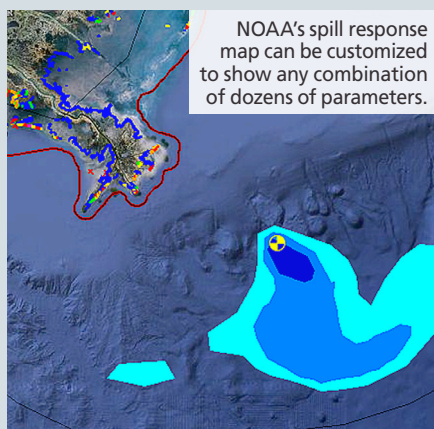 NOAA’s spill response
map can be customized
to show any combination
of dozens of parameters.